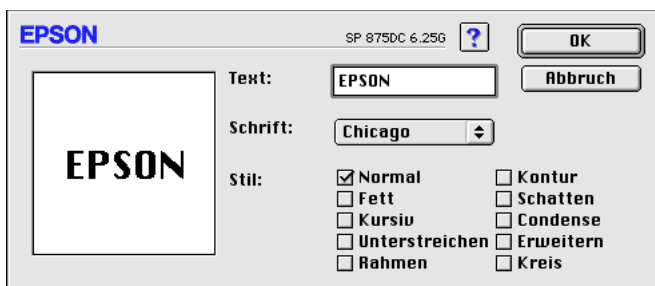 EPSON SP 875DC 6.25G ? OK
Text: EPSON Abbruch
Schrift: Chicago
EPSON
Stil: Normal Kontur
Fett Schatten
Kursiv Condense
Unterstreichen Erweitern
Rahmen Kreis